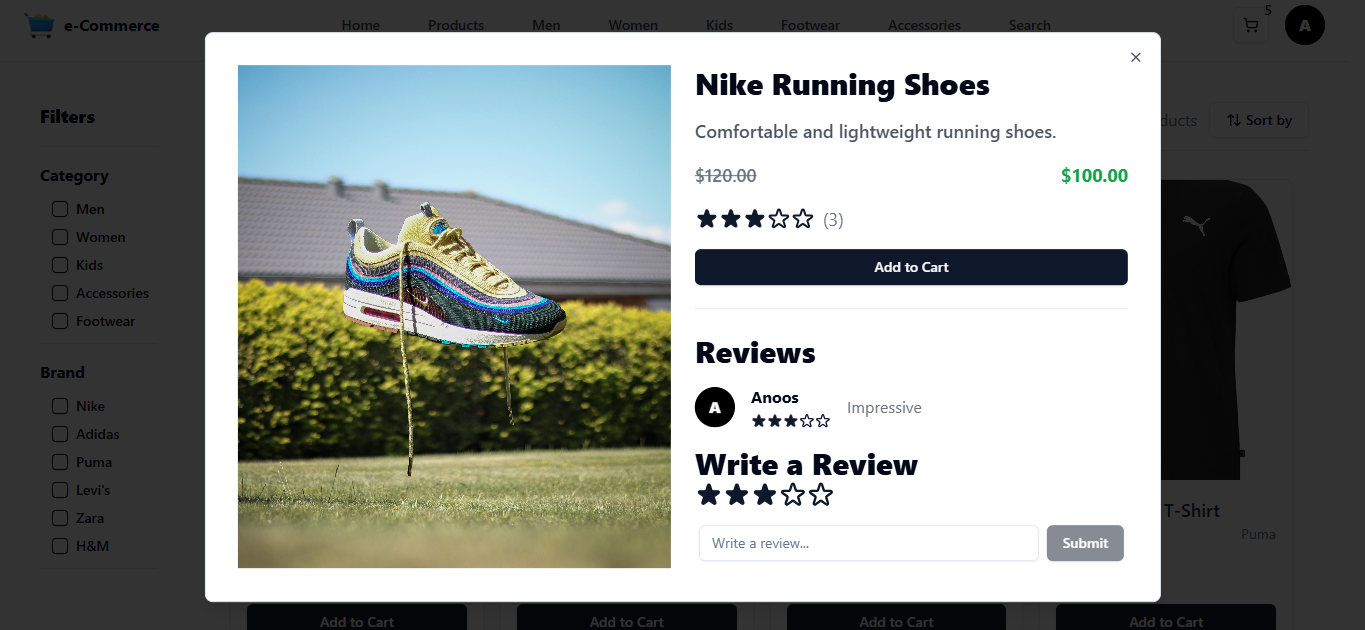 e-Commerce
Home Products Men Women Kids Footwear Accessories Search
5
A
Filters
Category
Men
Women
Kids
Accessories
Footwear
Brand
Nike
Adidas
Puma
Levi's
Zara
H&M
Nike Running Shoes
Comfortable and lightweight running shoes.
$120.00 $100.00
(3)
Add to Cart
Reviews
A
Anoos
Impressive
Write a Review
Write a review... Submit
Sort by
T-Shirt
Puma
Add to Cart Add to Cart Add to Cart Add to Cart